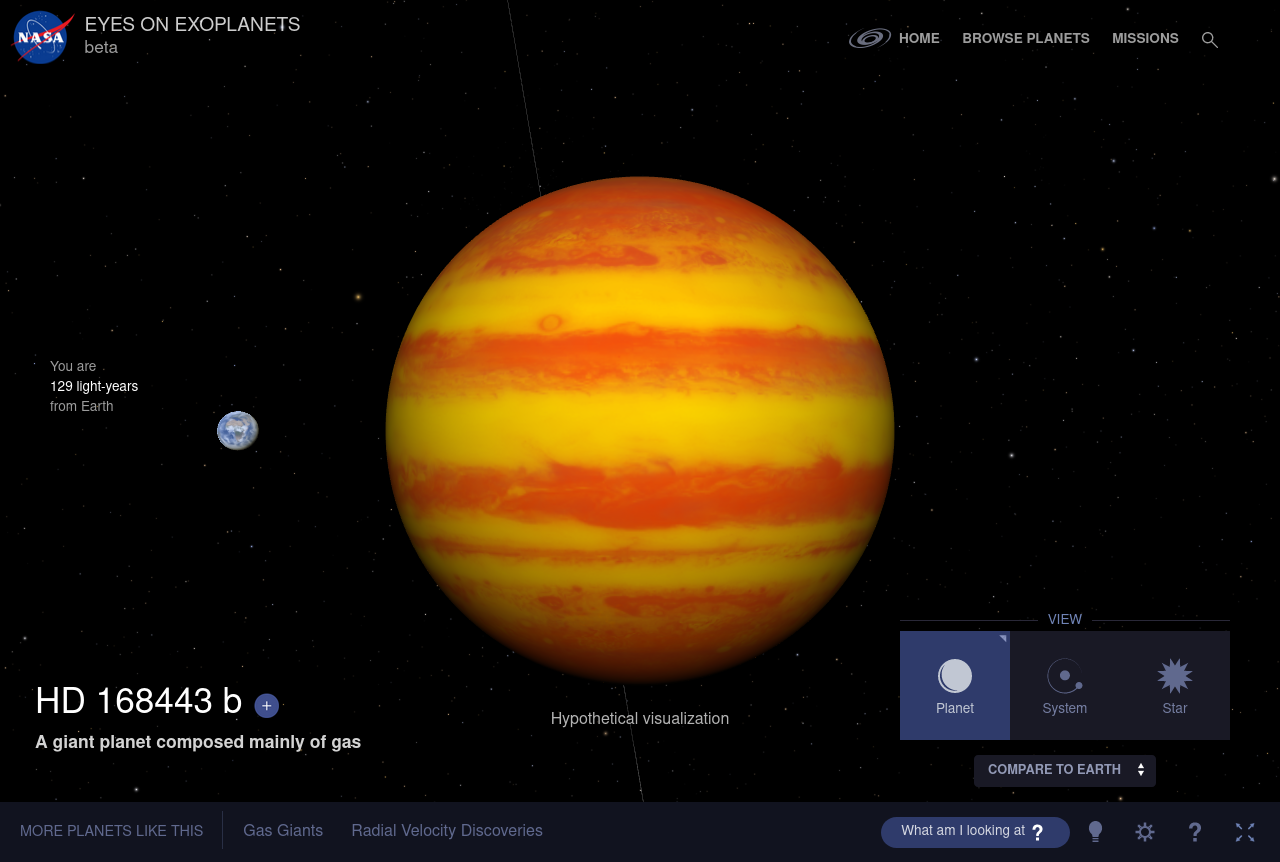 NASA
EYES ON EXOPLANETS
beta
HOME
BROWSE PLANETS
MISSIONS
You are
129 light-years
from Earth
HD 168443 b +
A giant planet composed mainly of gas
Hypothetical visualization
VIEW
Planet
System
Star
COMPARE TO EARTH
MORE PLANETS LIKE THIS
Gas Giants
Radial Velocity Discoveries
What am I looking at ?
?